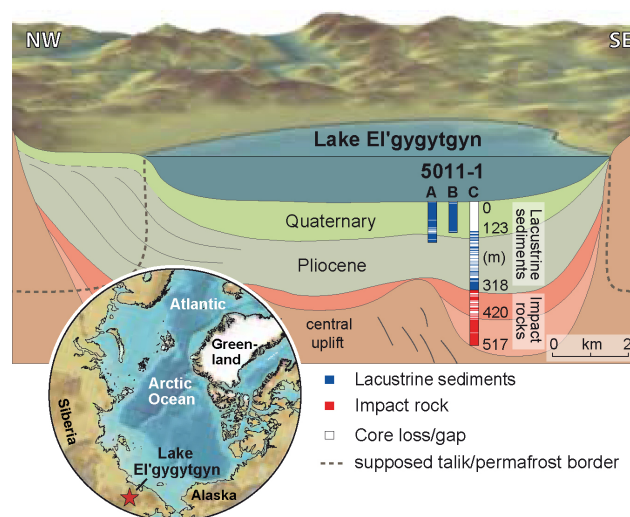 NW
SE
Lake El'gygytgyn
5011-1
A B C
0
123
(m)
318
420
517
Lacustrine
sediments
Impact
rocks
Quaternary
Pliocene
central
uplift
0 km 2
Atlantic
Green-
land
Arctic
Ocean
Siberia
Lake
El'gygytgyn
Alaska
Lacustrine sediments
Impact rock
Core loss/gap
supposed talik/permafrost border